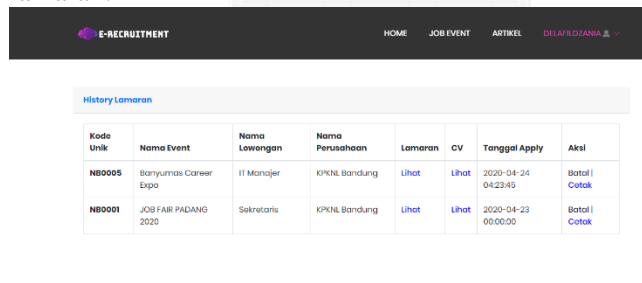 E-RECRUITMENT HOME JOB EVENT ARTIKEL DELAFILDZANIA
History Lamaran
Kode Unik Nama Event Nama Lowongan Nama Perusahaan Lamaran CV Tanggal Apply Aksi
NB0005 Banyumas Career Expo IT Manajer KPKNL Bandung Lihat Lihat 2020-04-24 04:23:45 Batal | Cetak
NB0001 JOB FAIR PADANG 2020 Sekretaris KPKNL Bandung Lihat Lihat 2020-04-23 00:00:00 Batal | Cetak